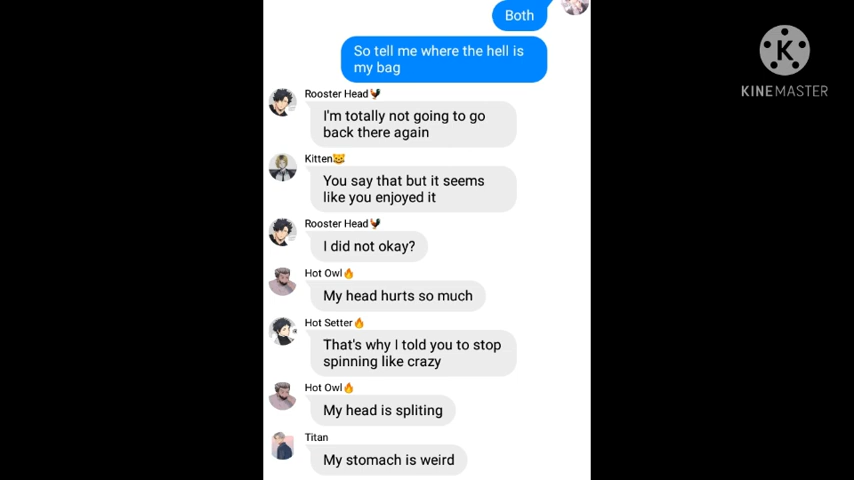 Both
So tell me where the hell is
my bag
Rooster Head🐓
I'm totally not going to go
back there again
Kitten🐱
You say that but it seems
like you enjoyed it
Rooster Head🐓
I did not okay?
Hot Owl🔥
My head hurts so much
Hot Setter🔥
That's why I told you to stop
spinning like crazy
Hot Owl🔥
My head is spliting
Titan
My stomach is weird
K
KINEMASTER